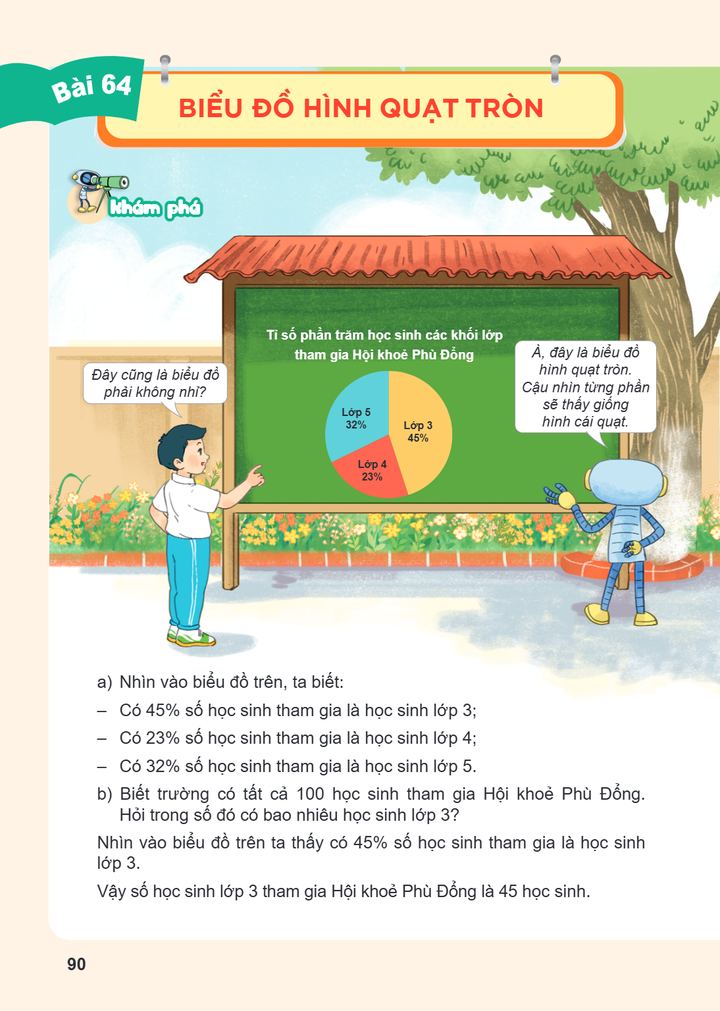 Bài 64
BIỂU ĐỒ HÌNH QUẠT TRÒN
khám phá
Tỉ số phần trăm học sinh các khối lớp
tham gia Hội khoẻ Phù Đổng
Đây cũng là biểu đồ
phải không nhỉ?
À, đây là biểu đồ
hình quạt tròn.
Cậu nhìn từng phần
sẽ thấy giống
hình cái quạt.
Lớp 5
32%
Lớp 3
45%
Lớp 4
23%
a) Nhìn vào biểu đồ trên, ta biết:
– Có 45% số học sinh tham gia là học sinh lớp 3;
– Có 23% số học sinh tham gia là học sinh lớp 4;
– Có 32% số học sinh tham gia là học sinh lớp 5.
b) Biết trường có tất cả 100 học sinh tham gia Hội khoẻ Phù Đổng.
Hỏi trong số đó có bao nhiêu học sinh lớp 3?
Nhìn vào biểu đồ trên ta thấy có 45% số học sinh tham gia là học sinh
lớp 3.
Vậy số học sinh lớp 3 tham gia Hội khoẻ Phù Đổng là 45 học sinh.
90